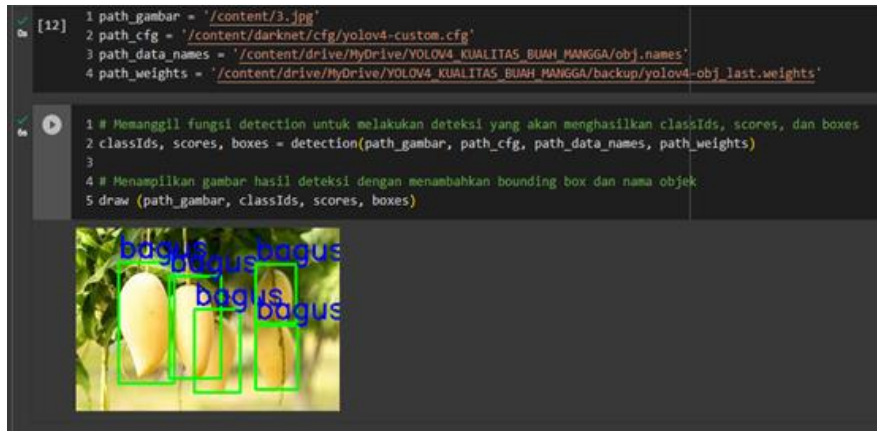 [12]
0s
1 path_gambar = '/content/3.jpg'
2 path_cfg = '/content/darknet/cfg/yolov4-custom.cfg'
3 path_data_names = '/content/drive/MyDrive/YOLOV4_KUALITAS_BUAH_MANGGA/obj.names'
4 path_weights = '/content/drive/MyDrive/YOLOV4_KUALITAS_BUAH_MANGGA/backup/yolov4-obj_last.weights'
6s
1 # Memanggil fungsi detection untuk melakukan deteksi yang akan menghasilkan classIds, scores, dan boxes
2 classIds, scores, boxes = detection(path_gambar, path_cfg, path_data_names, path_weights)
3
4 # Menampilkan gambar hasil deteksi dengan menambahkan bounding box dan nama objek
5 draw (path_gambar, classIds, scores, boxes)
bagus
bagus
bagus
bagus
bagus